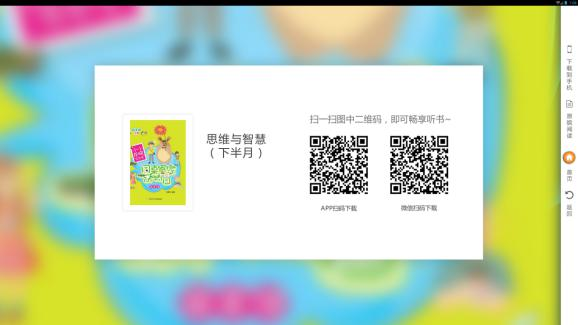 扫一扫图中二维码，即可畅享听书~
思维与智慧
（下半月）
APP扫码下载
微信扫码下载
下载到手机
原貌阅读
首页
返回